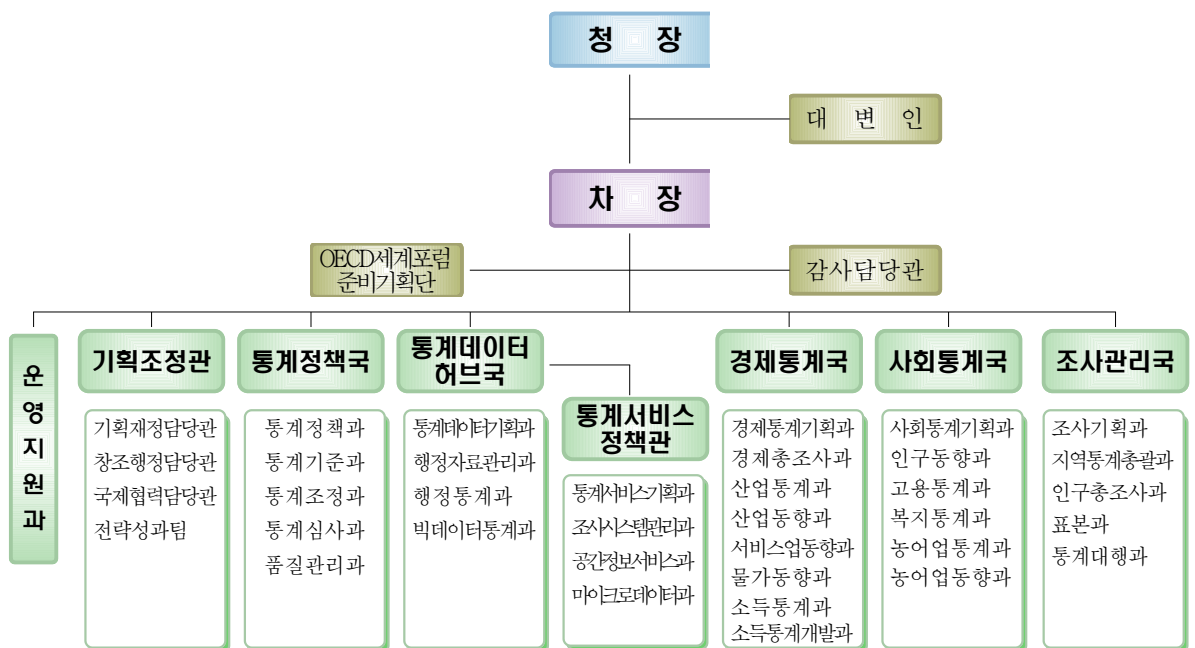 청 장
대 변 인
차 장
OECD세계포럼
준비기획단
감사담당관
운영지원과
기획조정관
기획재정담당관
창조행정담당관
국제협력담당관
전략성과팀
통계정책국
통계정책과
통계기준과
통계조정과
통계심사과
품질관리과
통계데이터
허브국
통계데이터기획과
행정자료관리과
행정통계과
빅데이터통계과
통계서비스
정책관
통계서비스기획과
조사시스템관리과
공간정보서비스과
마이크로데이터과
경제통계국
경제통계기획과
경제총조사과
산업통계과
산업동향과
서비스업동향과
물가동향과
소득통계과
소득통계개발과
사회통계국
사회통계기획과
인구동향과
고용통계과
복지통계과
농어업통계과
농어업동향과
조사관리국
조사기획과
지역통계총괄과
인구총조사과
표본과
통계대행과